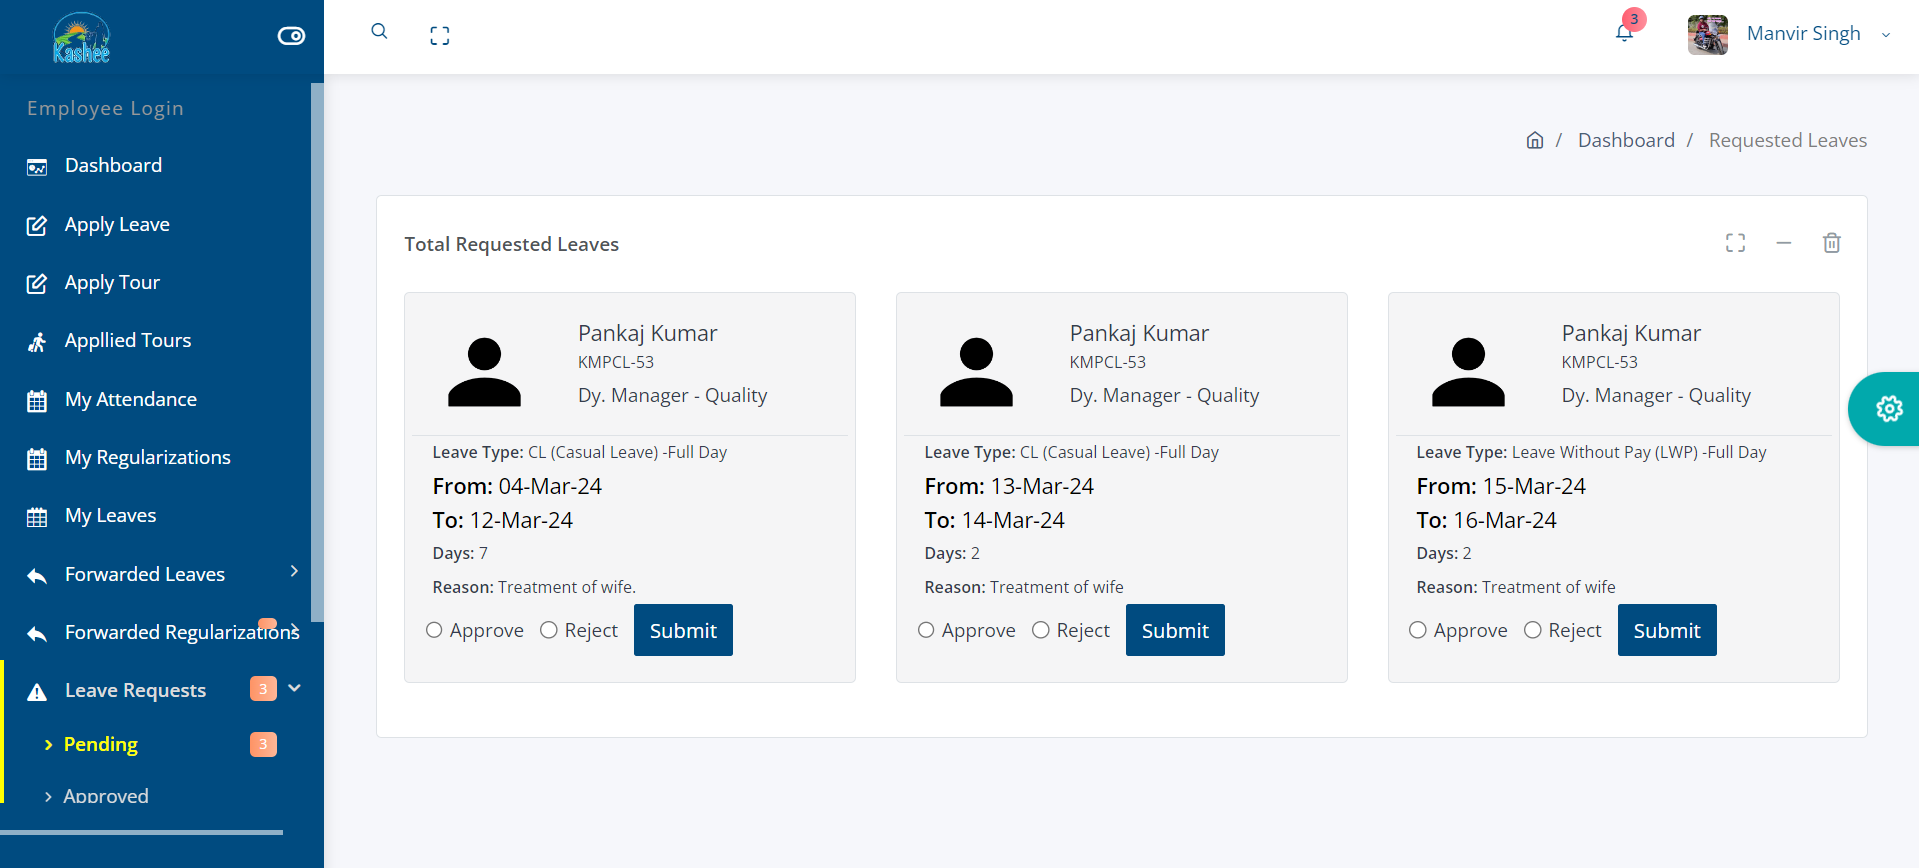 Kashee
3
Manvir Singh
Employee Login
Dashboard
Apply Leave
Apply Tour
Appllied Tours
My Attendance
My Regularizations
My Leaves
Forwarded Leaves
Forwarded Regularizations
Leave Requests 3
Pending 3
Approved
/ Dashboard / Requested Leaves
Total Requested Leaves
Pankaj Kumar
KMPCL-53
Dy. Manager - Quality
Leave Type: CL (Casual Leave) -Full Day
From: 04-Mar-24
To: 12-Mar-24
Days: 7
Reason: Treatment of wife.
Approve Reject Submit
Pankaj Kumar
KMPCL-53
Dy. Manager - Quality
Leave Type: CL (Casual Leave) -Full Day
From: 13-Mar-24
To: 14-Mar-24
Days: 2
Reason: Treatment of wife
Approve Reject Submit
Pankaj Kumar
KMPCL-53
Dy. Manager - Quality
Leave Type: Leave Without Pay (LWP) -Full Day
From: 15-Mar-24
To: 16-Mar-24
Days: 2
Reason: Treatment of wife
Approve Reject Submit